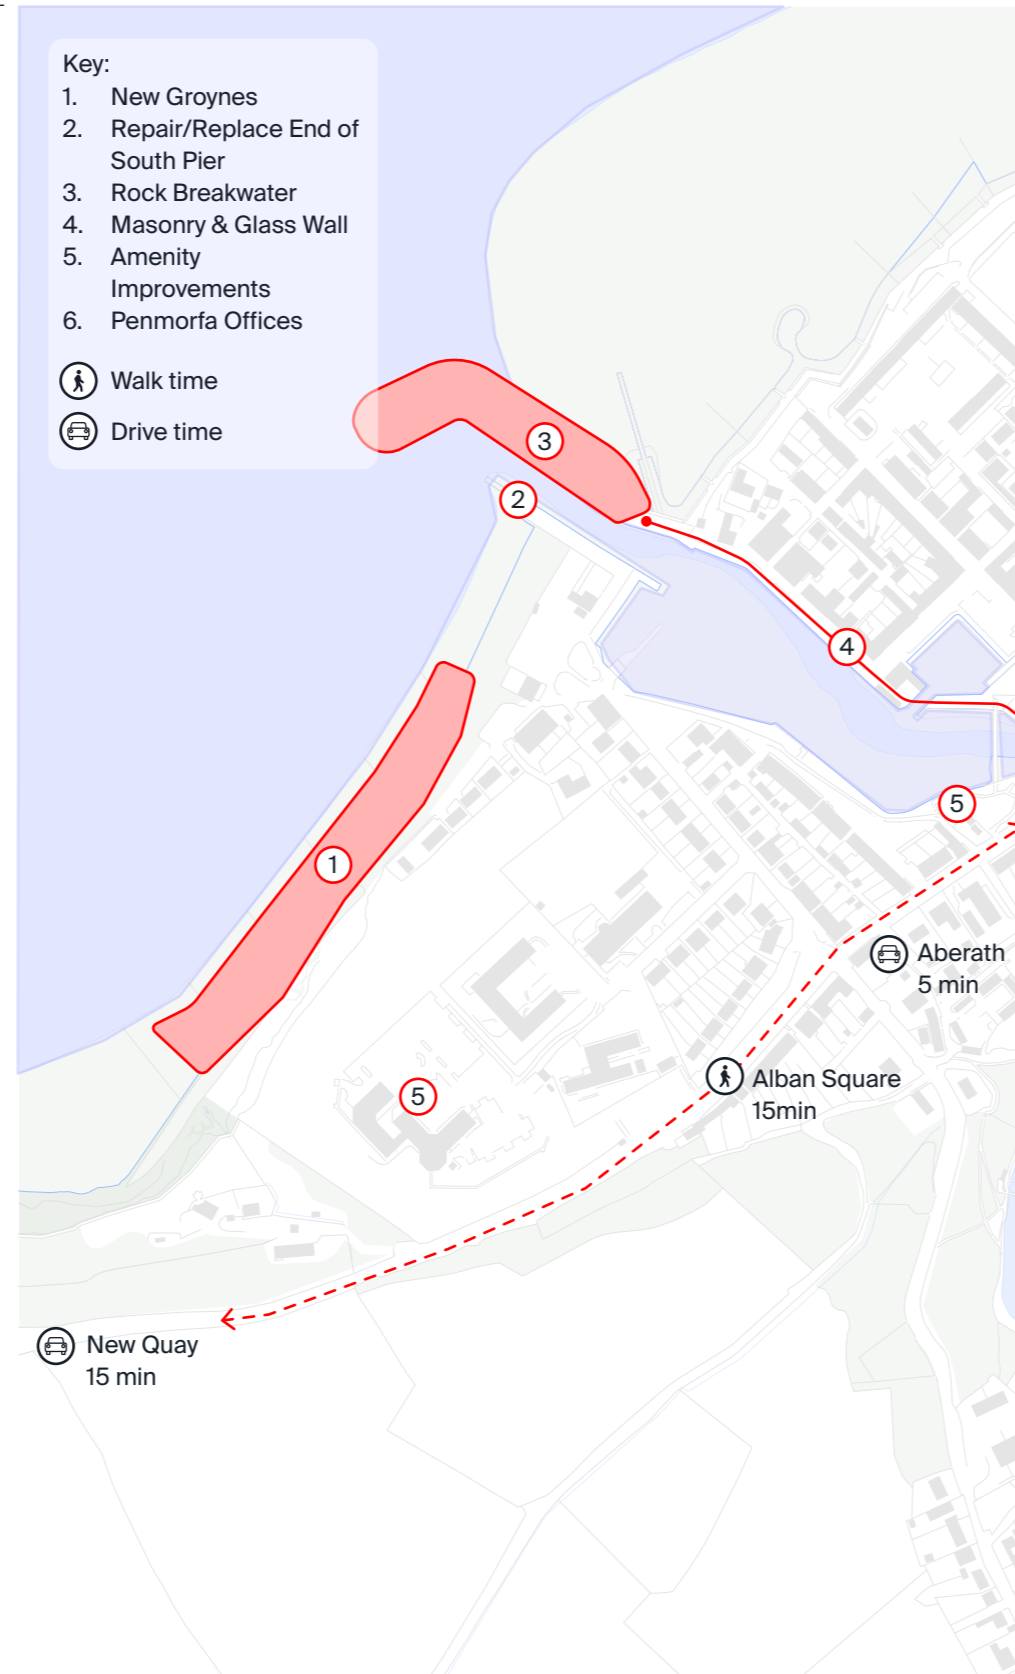 Key:
1. New Groynes
2. Repair/Replace End of
South Pier
3. Rock Breakwater
4. Masonry & Glass Wall
5. Amenity
Improvements
6. Penmorfa Offices
Walk time
Drive time
3
2
4
5
1
Aberath
5 min
Alban Square
15min
5
New Quay
15 min